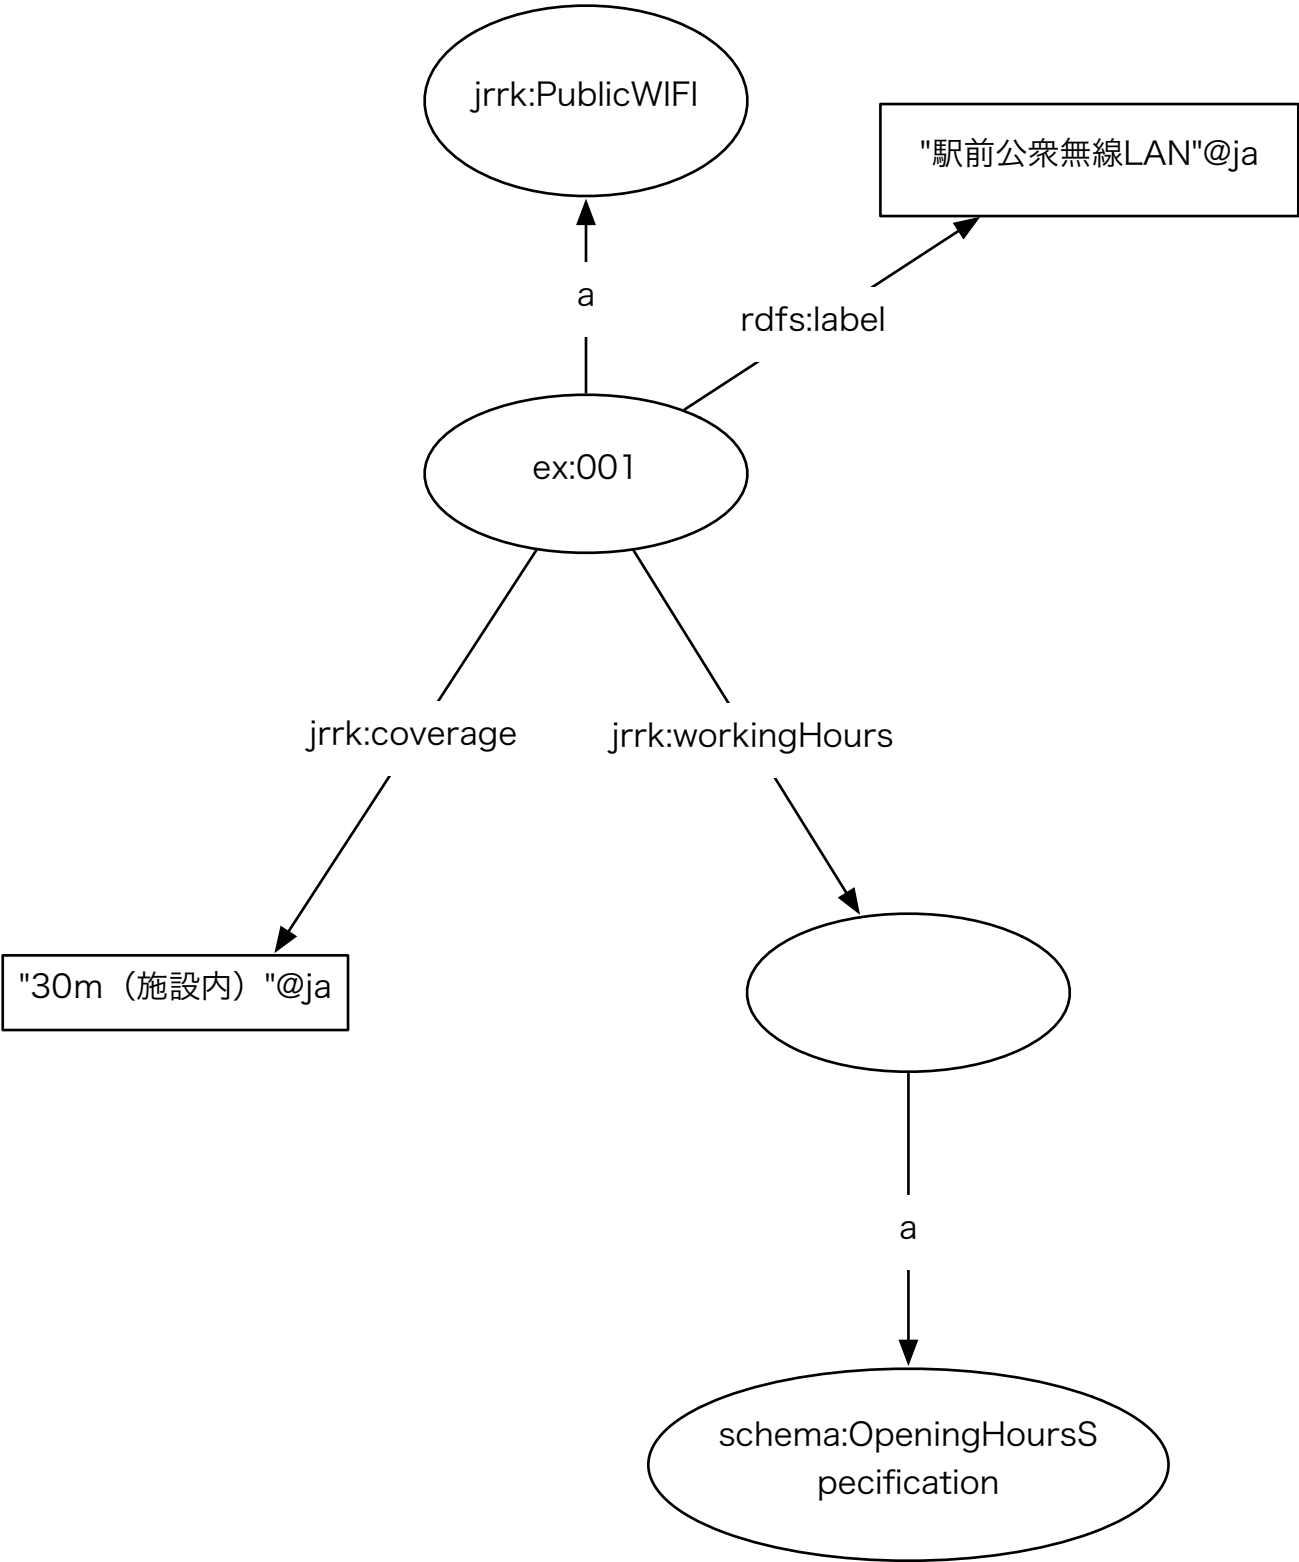 jrrk:PublicWIFI
"駅前公衆無線LAN"@ja
a
rdfs:label
ex:001
jrrk:coverage
jrrk:workingHours
"30m（施設内）"@ja
a
schema:OpeningHoursS
pecification